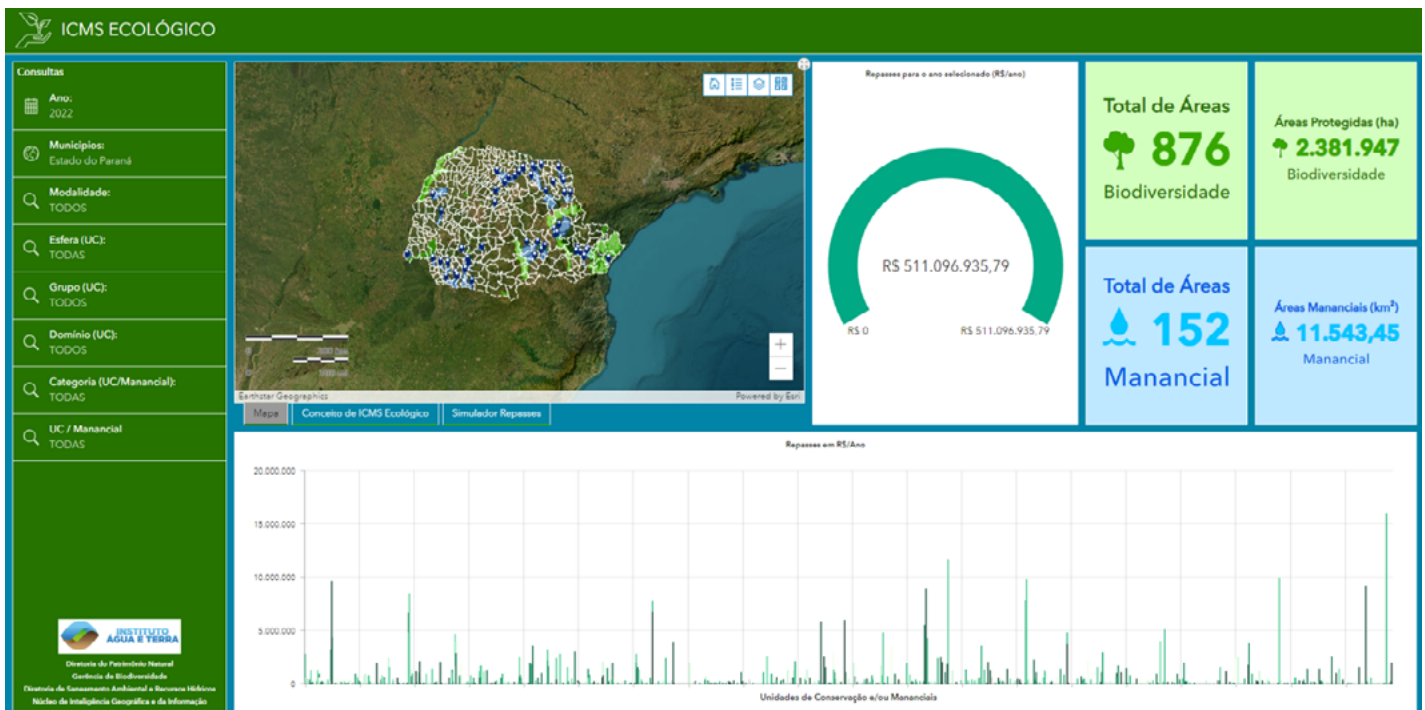 ICMS ECOLÓGICO
Consultas
Ano:
2022
Municípios:
Estado do Paraná
Modalidade:
TODOS
Esfera (UC):
TODAS
Grupo (UC):
TODOS
Domínio (UC):
TODOS
Categoria (UC/Manancial):
TODAS
UC / Manancial
TODAS
INSTITUTO
ÁGUA E TERRA
Diretoria do Patrimônio Natural
Gerência de Biodiversidade
Diretoria de Saneamento Ambiental e Recursos Hídricos
Núcleo de Inteligência Geográfica e da Informação
Earthstar Geographics
Powered by Esri
Mapa
Conceito de ICMS Ecológico
Simulador Repasses
Repasses para o ano selecionado (R$/ano)
R$ 511.096.935,79
R$ 0
R$ 511.096.935,79
Total de Áreas
876
Biodiversidade
Áreas Protegidas (ha)
2.381.947
Biodiversidade
Total de Áreas
152
Manancial
Áreas Mananciais (km²)
11.543,45
Manancial
Repasses em R$/Ano
20.000.000
15.000.000
10.000.000
5.000.000
0
Unidades de Conservação e/ou Mananciais